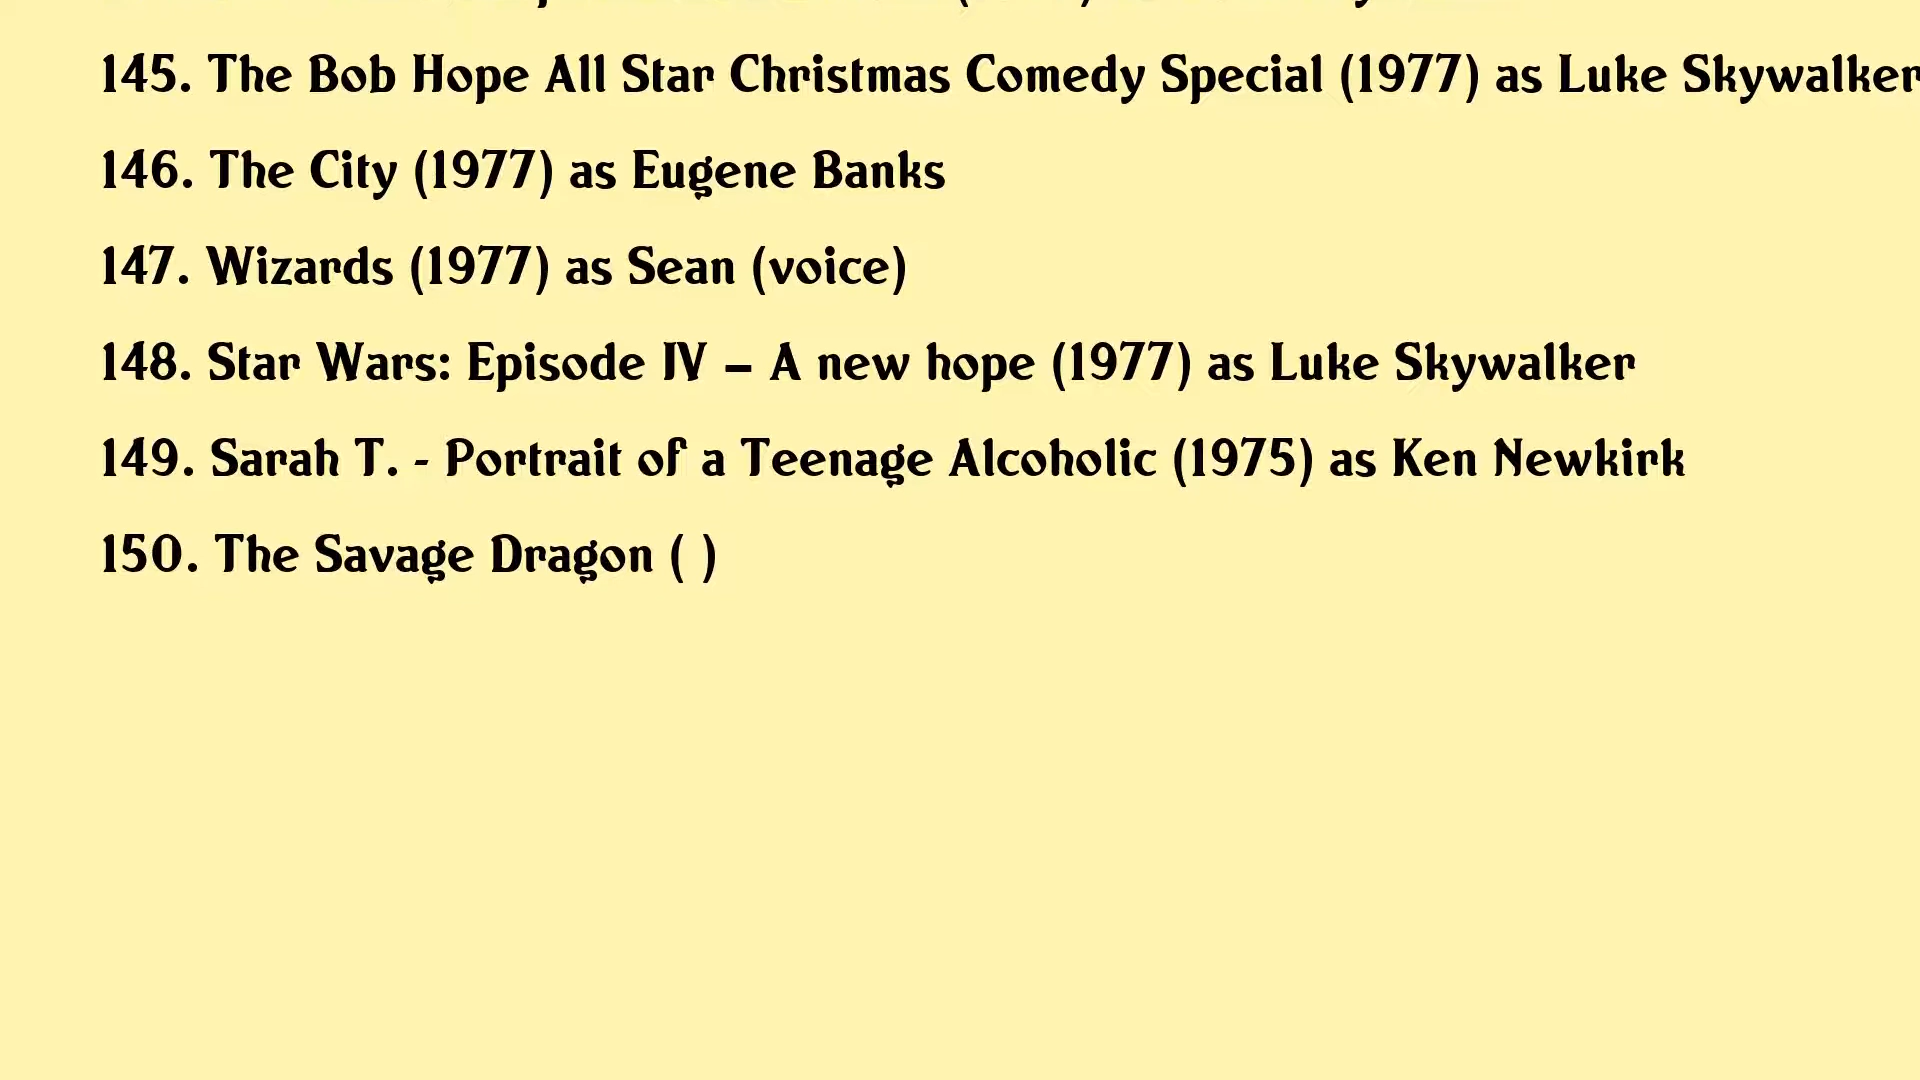 145. The Bob Hope All Star Christmas Comedy Special (1977) as Luke Skywalker
146. The City (1977) as Eugene Banks
147. Wizards (1977) as Sean (voice)
148. Star Wars: Episode IV – A new hope (1977) as Luke Skywalker
149. Sarah T. - Portrait of a Teenage Alcoholic (1975) as Ken Newkirk
150. The Savage Dragon ( )